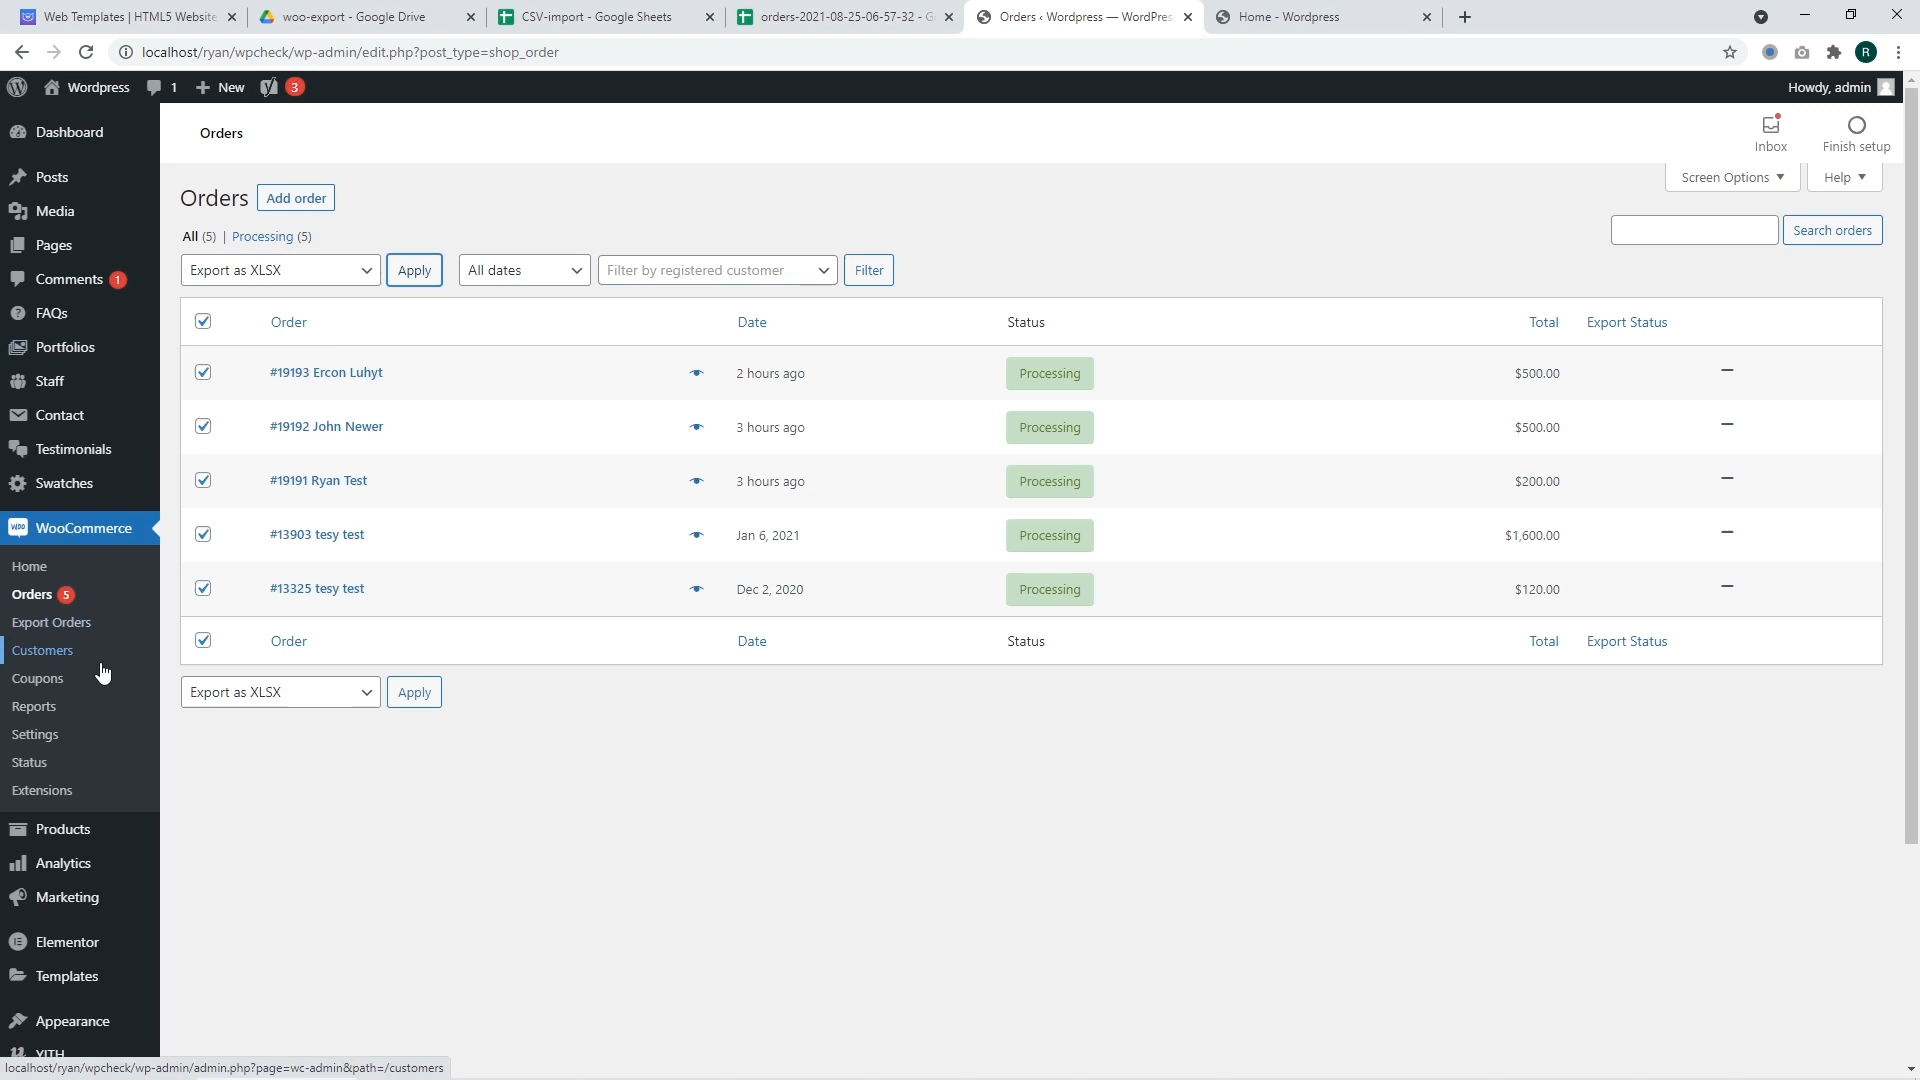 Web Templates | HTML5 Website
woo-export - Google Drive
CSV-import - Google Sheets
orders-2021-08-25-06-57-32 - G
Orders ‹ Wordpress — WordPres
Home - Wordpress
localhost/ryan/wpcheck/wp-admin/edit.php?post_type=shop_order
R
Wordpress
1
New
3
Howdy, admin
Dashboard
Posts
Media
Pages
Comments 1
FAQs
Portfolios
Staff
Contact
Testimonials
Swatches
WooCommerce
Home
Orders 5
Export Orders
Customers
Coupons
Reports
Settings
Status
Extensions
Products
Analytics
Marketing
Elementor
Templates
Appearance
YITH
Orders
Inbox
Finish setup
Screen Options
Help
Orders Add order
All (5) | Processing (5)
Search orders
Export as XLSX Apply All dates Filter by registered customer Filter
Order Date Status Total Export Status
#19193 Ercon Luhyt 2 hours ago Processing $500.00 –
#19192 John Newer 3 hours ago Processing $500.00 –
#19191 Ryan Test 3 hours ago Processing $200.00 –
#13903 tesy test Jan 6, 2021 Processing $1,600.00 –
#13325 tesy test Dec 2, 2020 Processing $120.00 –
Order Date Status Total Export Status
Export as XLSX Apply
localhost/ryan/wpcheck/wp-admin/admin.php?page=wc-admin&path=/customers